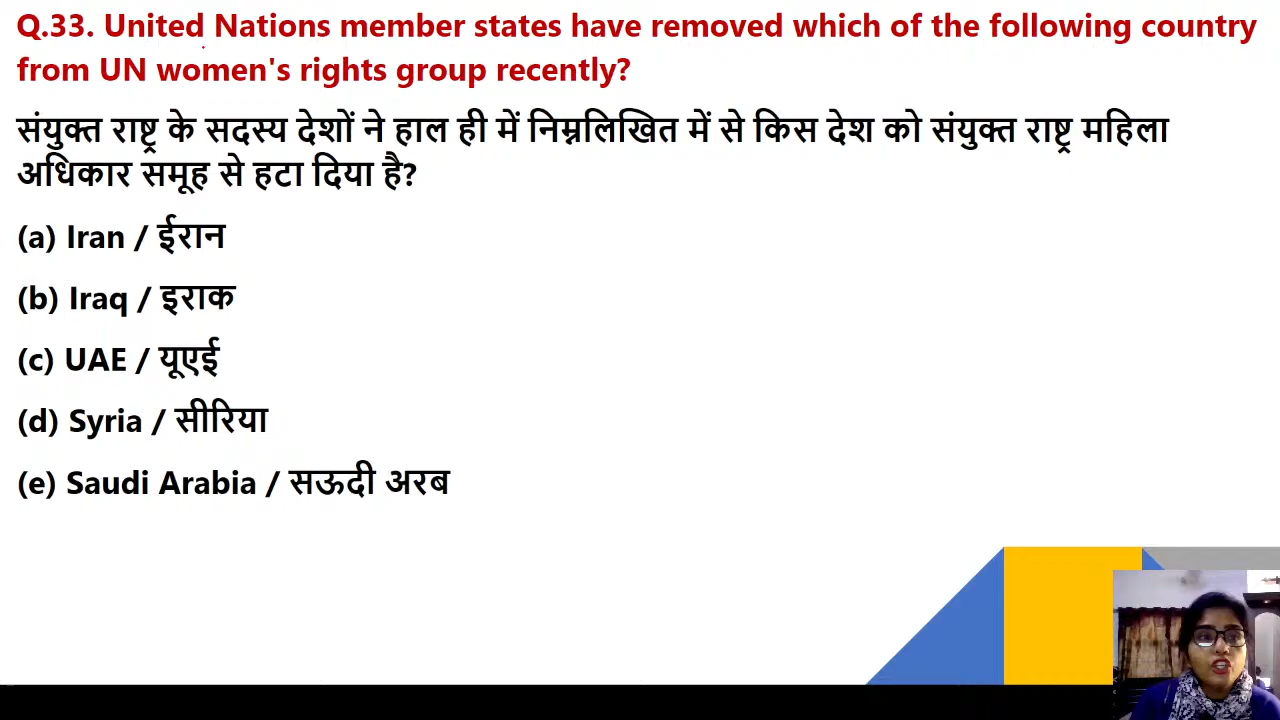 Q.33. United Nations member states have removed which of the following country
from UN women's rights group recently?
संयुक्त राष्ट्र के सदस्य देशों ने हाल ही में निम्नलिखित में से किस देश को संयुक्त राष्ट्र महिला
अधिकार समूह से हटा दिया है?
(a) Iran / ईरान
(b) Iraq / इराक
(c) UAE / यूएई
(d) Syria / सीरिया
(e) Saudi Arabia / सऊदी अरब